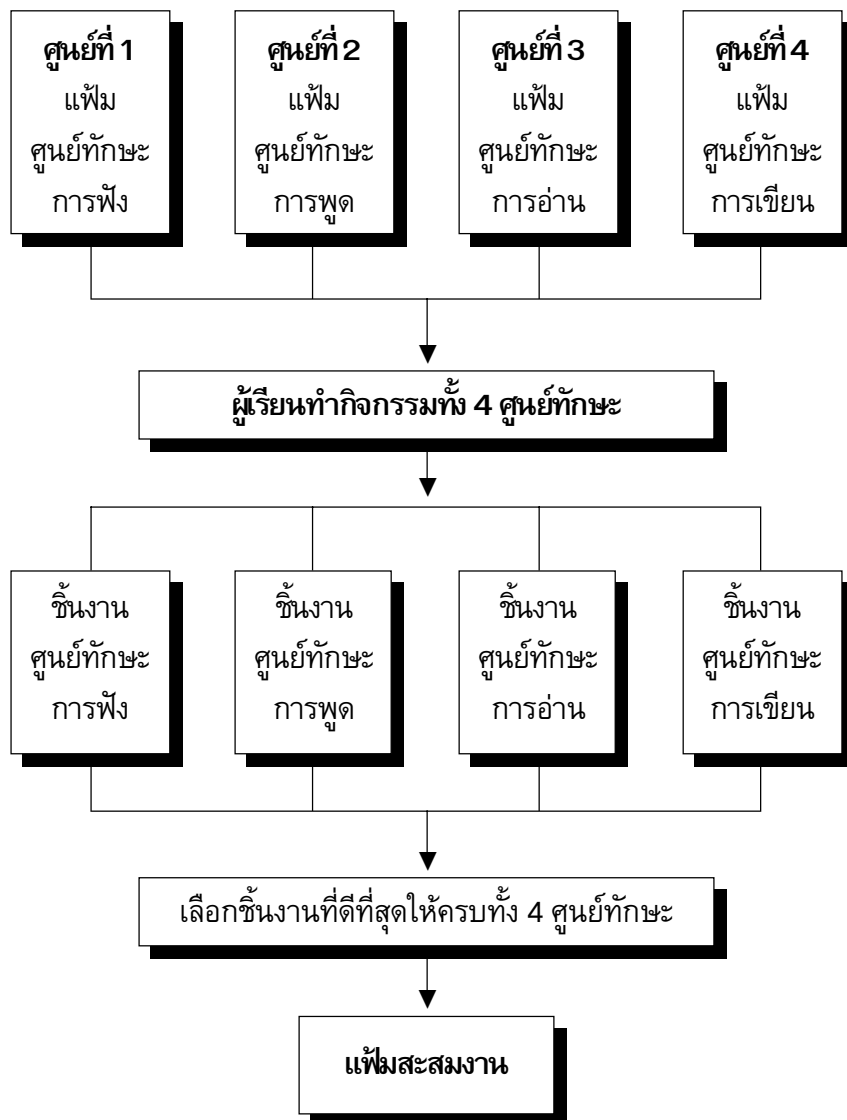 ศูนย์ที่ 1
แฟ้ม
ศูนย์ทักษะ
การฟัง
ศูนย์ที่ 2
แฟ้ม
ศูนย์ทักษะ
การพูด
ศูนย์ที่ 3
แฟ้ม
ศูนย์ทักษะ
การอ่าน
ศูนย์ที่ 4
แฟ้ม
ศูนย์ทักษะ
การเขียน
ผู้เรียนทำกิจกรรมทั้ง 4 ศูนย์ทักษะ
ชิ้นงาน
ศูนย์ทักษะ
การฟัง
ชิ้นงาน
ศูนย์ทักษะ
การพูด
ชิ้นงาน
ศูนย์ทักษะ
การอ่าน
ชิ้นงาน
ศูนย์ทักษะ
การเขียน
เลือกชิ้นงานที่ดีที่สุดให้ครบทั้ง 4 ศูนย์ทักษะ
แฟ้มสะสมงาน